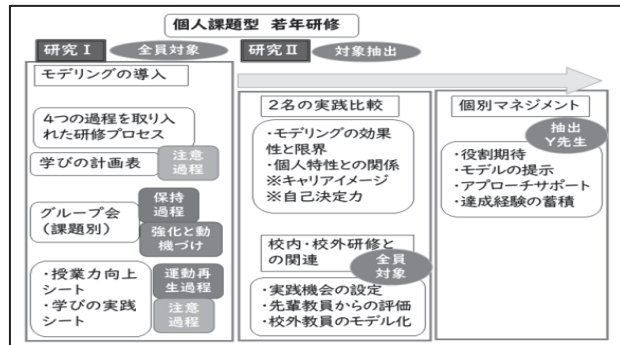 個人課題型 若年研修
研究Ⅰ
全員対象
研究Ⅱ
対象抽出
モデリングの導入
4つの過程を取り入
れた研修プロセス
学びの計画表
注意
過程
グループ会
(課題別)
保持
過程
強化と動
機づけ
・授業力向上
シート
・学びの実践
シート
運動再
生過程
注意
過程
2名の実践比較
・モデリングの効果
性と限界
・個人特性との関係
※キャリアイメージ
※自己決定力
校内・校外研修と
の関連
全員
対象
・実践機会の設定
・先輩教員からの評価
・校外教員のモデル化
個別マネジメント
抽出
Y先生
・役割期待
・モデルの提示
・アプローチサポート
・達成経験の蓄積